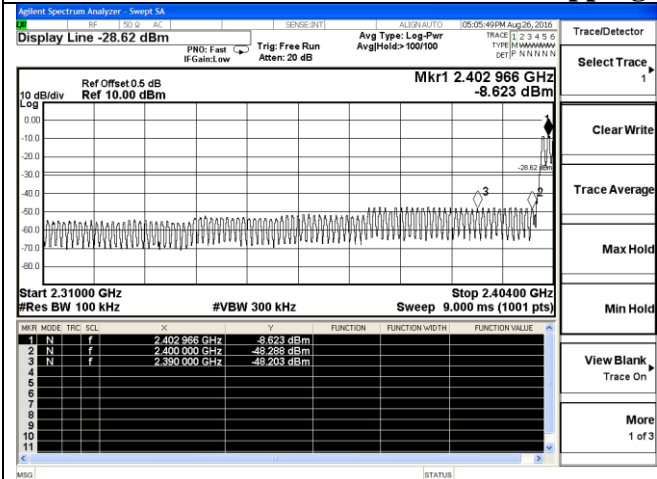 Agilent Spectrum Analyzer - Swept SA
RF 50 Ω AC SENSE:INT ALIGN AUTO 05:05:49PM Aug 26, 2016
Display Line -28.62 dBm
PNO: Fast
IFGain:Low
Trig: Free Run
Atten: 20 dB
Avg Type: Log-Pwr
Avg|Hold:> 100/100
TRACE 1 2 3 4 5 6
TYPE MWWWWW
DET P N N N N N
Ref Offset 0.5 dB
Ref 10.00 dBm
10 dB/div
Log
Mkr1 2.402 966 GHz
-8.623 dBm
0.00
-10.0
-20.0
-30.0
-40.0
-50.0
-60.0
-70.0
-80.0
1
-28.62 dBm
3
2
Start 2.31000 GHz
Stop 2.40400 GHz
#Res BW 100 kHz
#VBW 300 kHz
Sweep 9.000 ms (1001 pts)
MKR MODE TRC SCL X Y FUNCTION FUNCTION WIDTH FUNCTION VALUE
1 N f 2.402 966 GHz -8.623 dBm
2 N f 2.400 000 GHz -48.288 dBm
3 N f 2.390 000 GHz -48.203 dBm
4
5
6
7
8
9
10
11
MSG
STATUS
Trace/Detector
Select Trace
1
Clear Write
Trace Average
Max Hold
Min Hold
View Blank
Trace On
More
1 of 3